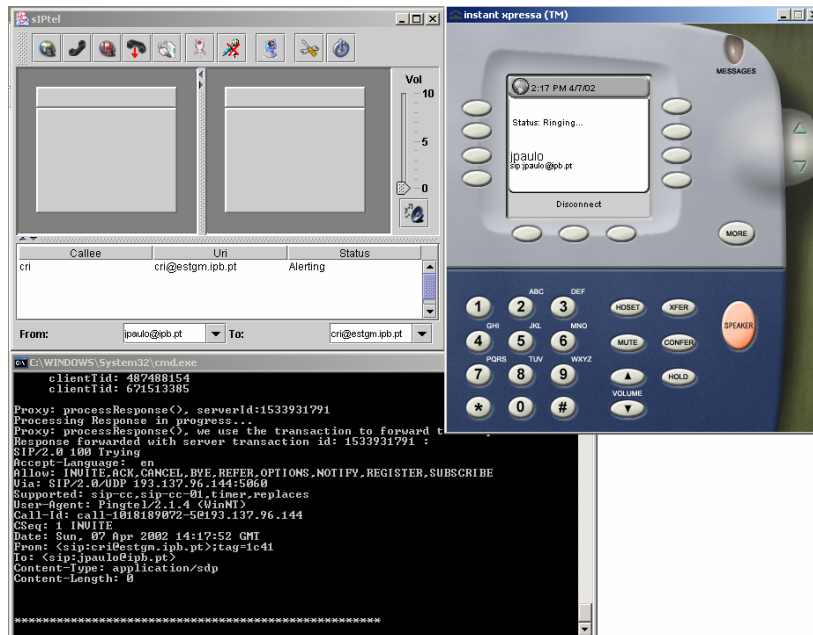 sIPtel
Vol
10
5
0
Callee Uri Status
cri cri@estgm.ipb.pt Alerting
From: jpaulo@ipb.pt To: cri@estgm.ipb.pt
instant xpressa (TM)
MESSAGES
2:17 PM 4/7/02
Status: Ringing...
jpaulo
sip:jpaulo@ipb.pt
Disconnect
MORE
ABC DEF
1 2 3 HDSET XFER
GHI JKL MNO
4 5 6 MUTE CONFER SPEAKER
PQRS TUV WXYZ
7 8 9 HOLD
VOLUME
* 0 #
C:\WINDOWS\System32\cmd.exe
clientTid: 487488154
clientTid: 671513385
Proxy: processResponse(), serverId:1533931791
Processing Response in progress...
Proxy: processResponse(), we use the transaction to forward
Response forwarded with server transaction id: 1533931791 :
SIP/2.0 100 Trying
Accept-Language: en
Allow: INVITE,ACK,CANCEL,BYE,REFER,OPTIONS,NOTIFY,REGISTER,SUBSCRIBE
Via: SIP/2.0/UDP 193.137.96.144:5060
Supported: sip-cc,sip-cc-01,timer,replaces
User-Agent: Pingtel/2.1.4 (WinNT)
Call-Id: call-1018189072-5@193.137.96.144
CSeq: 1 INVITE
Date: Sun, 07 Apr 2002 14:17:52 GMT
From: <sip:cri@estgm.ipb.pt>;tag=1c41
To: <sip:jpaulo@ipb.pt>
Content-Type: application/sdp
Content-Length: 0
****************************************************